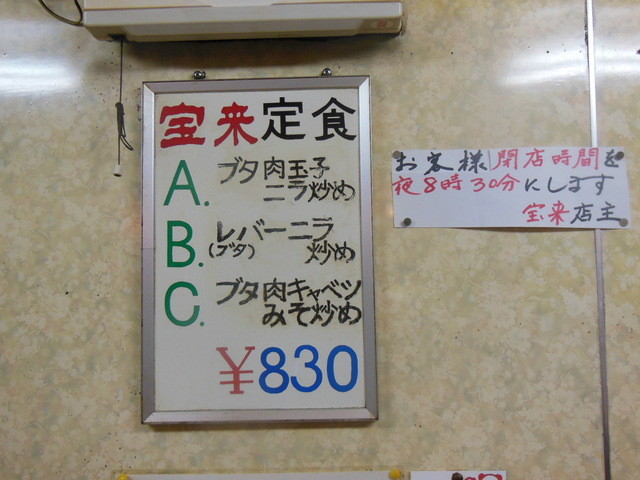 宝来定食
A. ブタ肉玉子
ニラ炒め
B. レバーニラ
(ブタ) 炒め
C. ブタ肉キャベツ
みそ炒め
¥830
お客様閉店時間を
夜8時30分にします
宝来店主